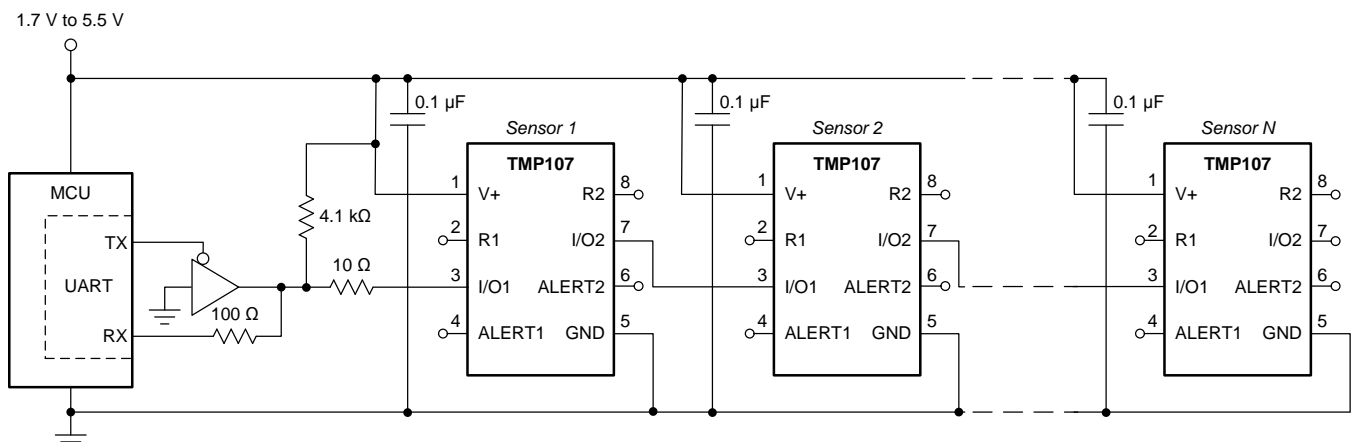 1.7 V to 5.5 V
MCU
UART
TX
RX
4.1 kΩ
10 Ω
100 Ω
0.1 µF
Sensor 1
TMP107
1 V+
R2 8
2 R1
I/O2 7
3 I/O1
ALERT2 6
4 ALERT1
GND 5
0.1 µF
Sensor 2
TMP107
1 V+
R2 8
2 R1
I/O2 7
3 I/O1
ALERT2 6
4 ALERT1
GND 5
0.1 µF
Sensor N
TMP107
1 V+
R2 8
2 R1
I/O2 7
3 I/O1
ALERT2 6
4 ALERT1
GND 5